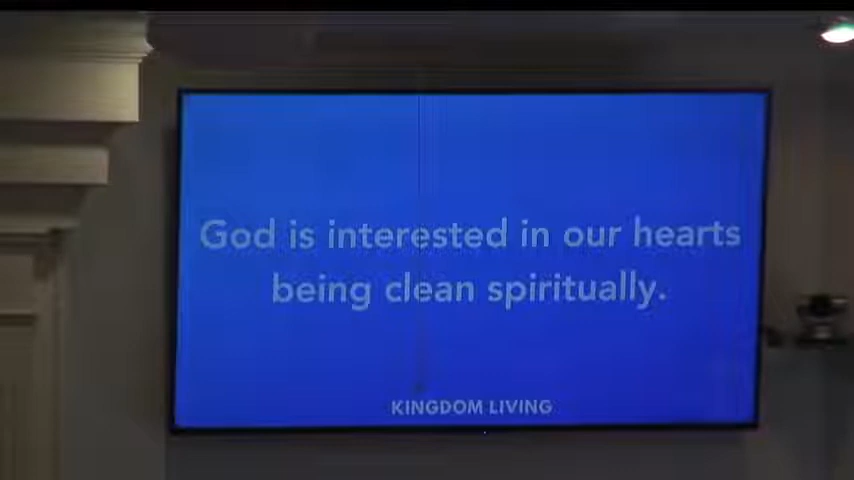 God is interested in our hearts
being clean spiritually.
KINGDOM LIVING